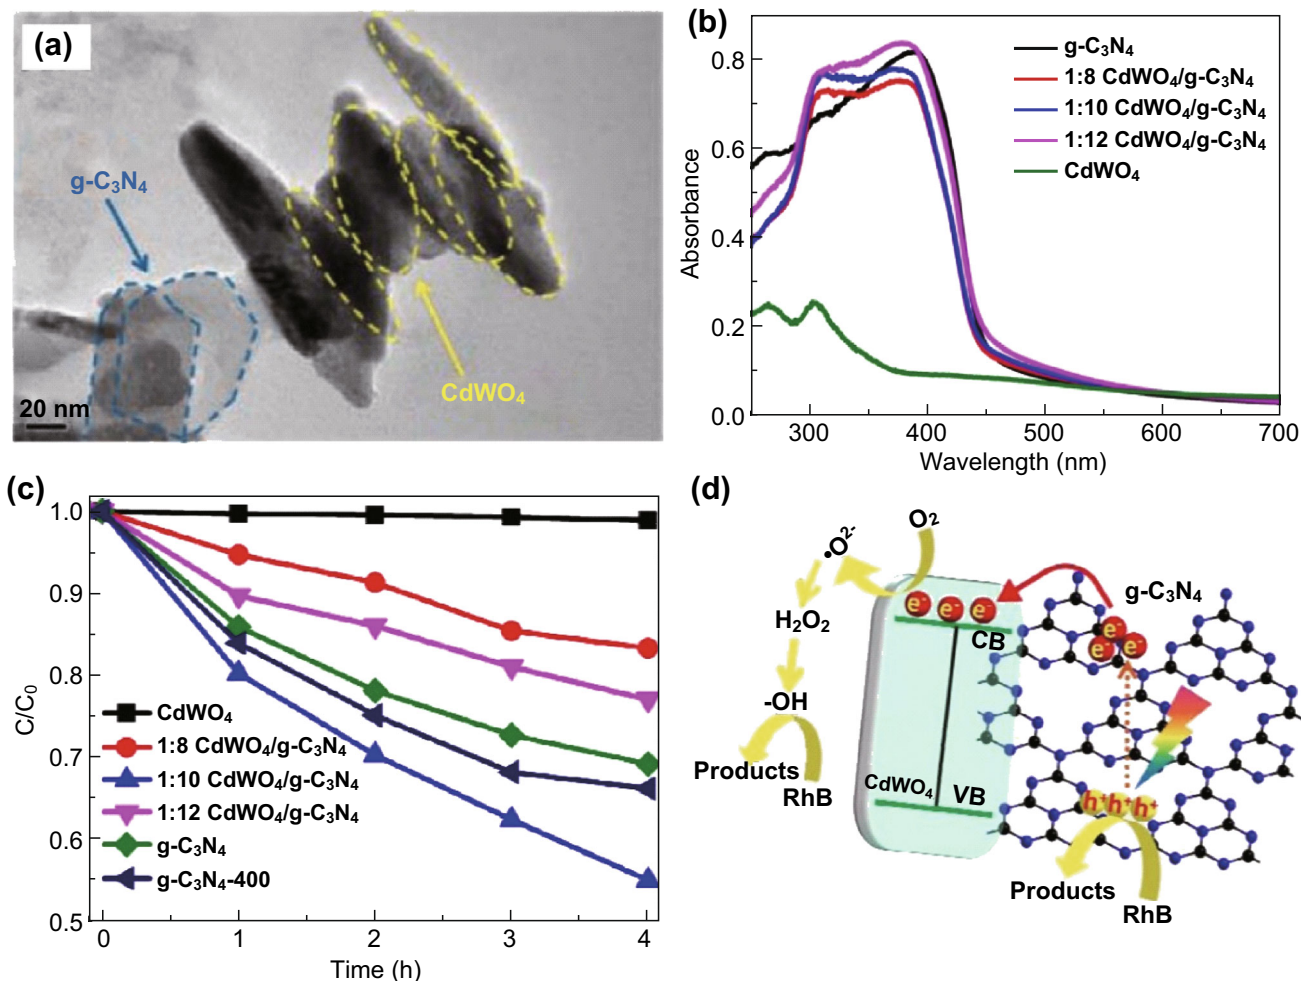 (a)
g-C₃N₄
CdWO₄
20 nm
(b)
Absorbance
0.8
0.6
0.4
0.2
0.0
300
400
500
600
700
Wavelength (nm)
g-C₃N₄
1:8 CdWO₄/g-C₃N₄
1:10 CdWO₄/g-C₃N₄
1:12 CdWO₄/g-C₃N₄
CdWO₄
(c)
C/C₀
1.0
0.9
0.8
0.7
0.6
0.5
0
1
2
3
4
Time (h)
CdWO₄
1:8 CdWO₄/g-C₃N₄
1:10 CdWO₄/g-C₃N₄
1:12 CdWO₄/g-C₃N₄
g-C₃N₄
g-C₃N₄-400
(d)
O₂
•O²⁻
H₂O₂
-OH
Products
RhB
e⁻ e⁻ e⁻
CB
CdWO₄
VB
g-C₃N₄
e⁻
e⁻ e⁻
h⁺h⁺h⁺
Products
RhB